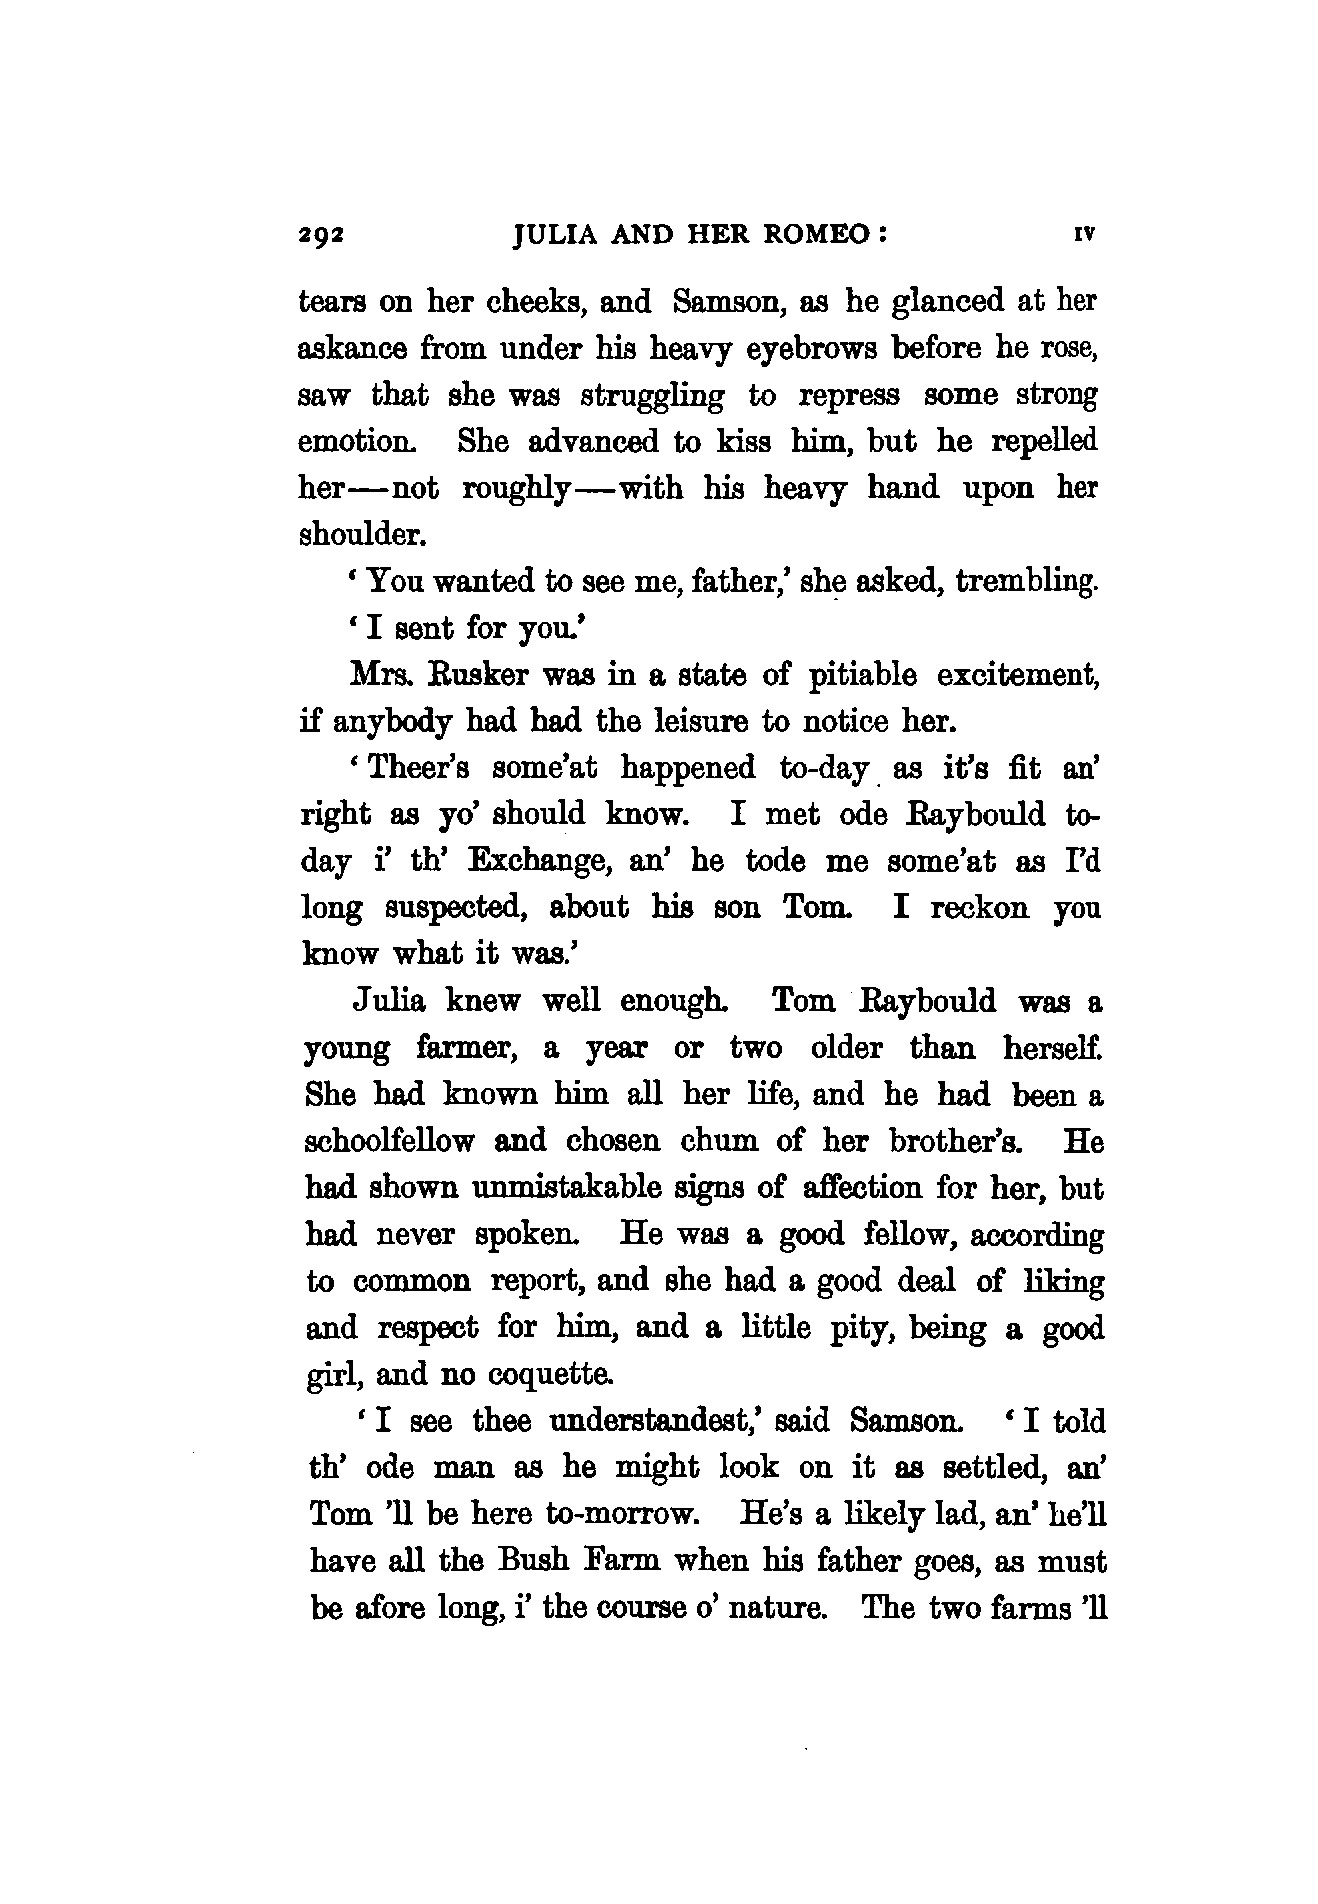 292 JULIA AND HER ROMEO: IV
tears on her cheeks, and Samson, as he glanced at her
askance from under his heavy eyebrows before he rose,
saw that she was struggling to repress some strong
emotion. She advanced to kiss him, but he repelled
her—not roughly—with his heavy hand upon her
shoulder.
‘You wanted to see me, father,’ she asked, trembling.
‘I sent for you.’
Mrs. Rusker was in a state of pitiable excitement,
if anybody had had the leisure to notice her.
‘Theer’s some’at happened to-day as it’s fit an’
right as yo’ should know. I met ode Raybould to-
day i’ th’ Exchange, an’ he tode me some’at as I’d
long suspected, about his son Tom. I reckon you
know what it was.’
Julia knew well enough. Tom Raybould was a
young farmer, a year or two older than herself.
She had known him all her life, and he had been a
schoolfellow and chosen chum of her brother’s. He
had shown unmistakable signs of affection for her, but
had never spoken. He was a good fellow, according
to common report, and she had a good deal of liking
and respect for him, and a little pity, being a good
girl, and no coquette.
‘I see thee understandest,’ said Samson. ‘I told
th’ ode man as he might look on it as settled, an’
Tom ’ll be here to-morrow. He’s a likely lad, an’ he’ll
have all the Bush Farm when his father goes, as must
be afore long, i’ the course o’ nature. The two farms ’ll